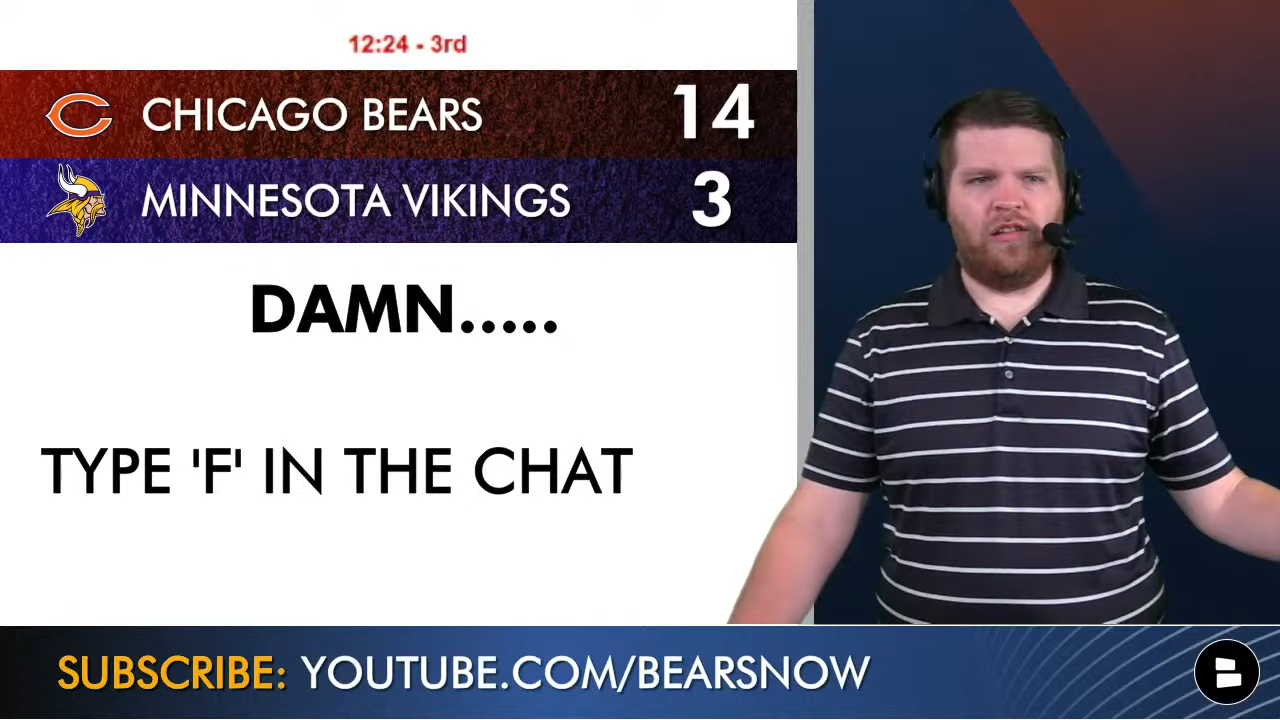 12:24 - 3rd
CHICAGO BEARS 14
MINNESOTA VIKINGS 3
DAMN.....
TYPE 'F' IN THE CHAT
SUBSCRIBE: YOUTUBE.COM/BEARSNOW